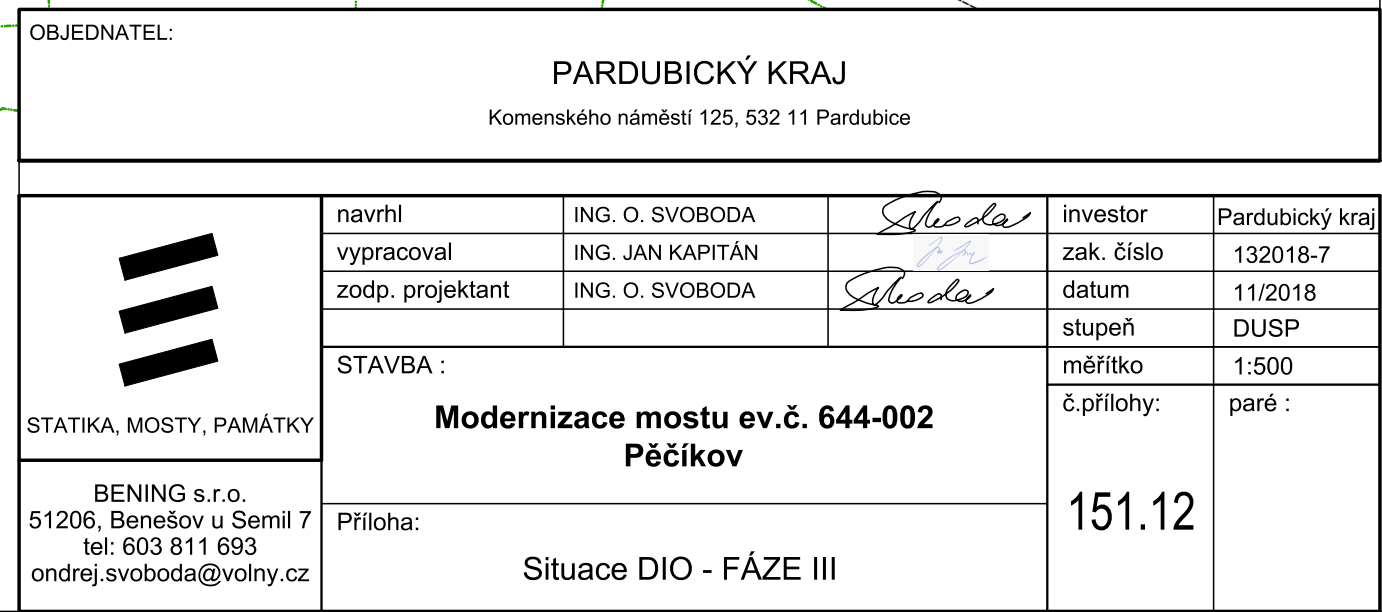 OBJEDNATEL:
PARDUBICKÝ KRAJ
Komenského náměstí 125, 532 11 Pardubice
STATIKA, MOSTY, PAMÁTKY
BENING s.r.o.
51206, Benešov u Semil 7
tel: 603 811 693
ondrej.svoboda@volny.cz
navrhl ING. O. SVOBODA Svoboda
vypracoval ING. JAN KAPITÁN
zodp. projektant ING. O. SVOBODA Svoboda
STAVBA :
Modernizace mostu ev.č. 644-002
Pěčíkov
Příloha:
Situace DIO - FÁZE III
investor Pardubický kraj
zak. číslo 132018-7
datum 11/2018
stupeň DUSP
měřítko 1:500
č.přílohy: paré :
151.12